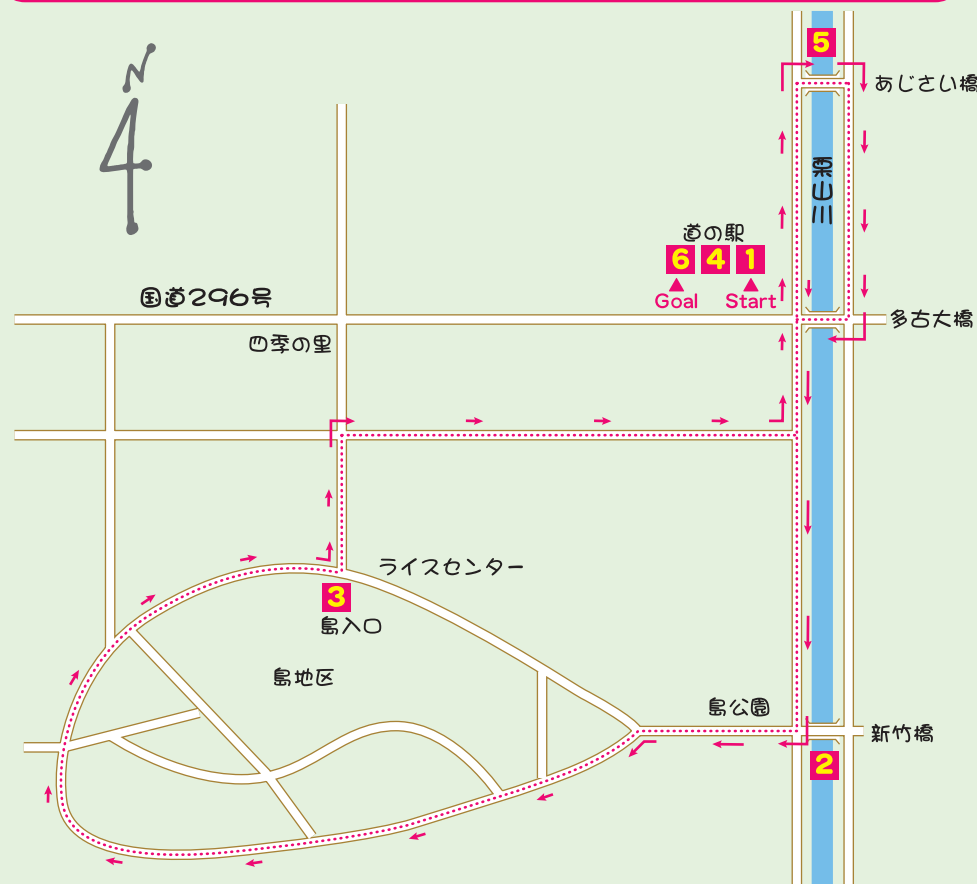 N
5
あじさい橋
栗山川
道の駅
6 4 1
Goal Start
国道296号
多古大橋
四季の里
ライスセンター
3
島入口
島地区
島公園
新竹橋
2